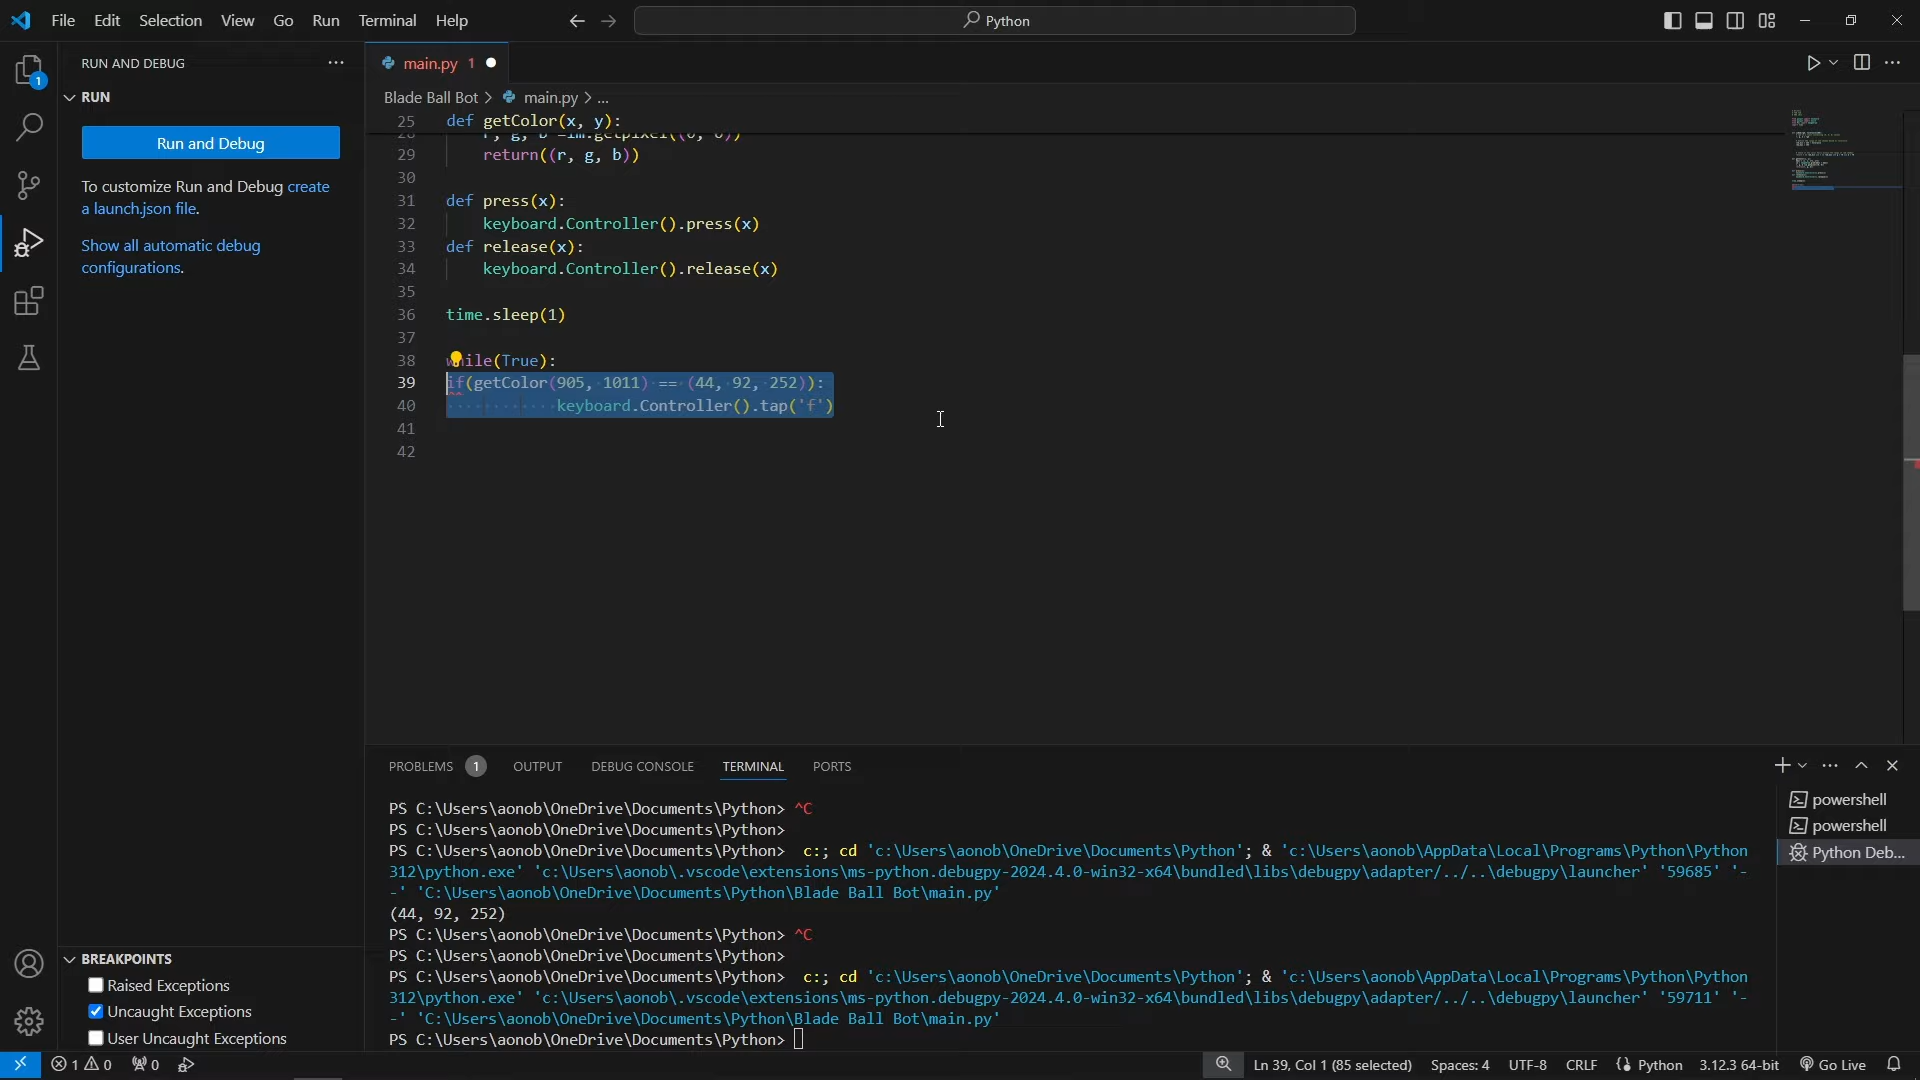 File Edit Selection View Go Run Terminal Help
Python
RUN AND DEBUG
main.py 1
RUN
Blade Ball Bot > main.py > ...
Run and Debug
To customize Run and Debug create
a launch.json file.
Show all automatic debug
configurations.
25 def getColor(x, y):
29 return((r, g, b))
30
31 def press(x):
32 keyboard.Controller().press(x)
33 def release(x):
34 keyboard.Controller().release(x)
35
36 time.sleep(1)
37
38 while(True):
39 if(getColor(905, 1011) == (44, 92, 252)):
40 keyboard.Controller().tap('f')
41
42
PROBLEMS 1 OUTPUT DEBUG CONSOLE TERMINAL PORTS
PS C:\Users\aonob\OneDrive\Documents\Python> ^C
PS C:\Users\aonob\OneDrive\Documents\Python>
PS C:\Users\aonob\OneDrive\Documents\Python> c:; cd 'c:\Users\aonob\OneDrive\Documents\Python'; & 'c:\Users\aonob\AppData\Local\Programs\Python\Python
312\python.exe' 'c:\Users\aonob\.vscode\extensions\ms-python.debugpy-2024.4.0-win32-x64\bundled\libs\debugpy\adapter/../..\debugpy\launcher' '59685' '-
-' 'C:\Users\aonob\OneDrive\Documents\Python\Blade Ball Bot\main.py'
(44, 92, 252)
PS C:\Users\aonob\OneDrive\Documents\Python> ^C
PS C:\Users\aonob\OneDrive\Documents\Python>
PS C:\Users\aonob\OneDrive\Documents\Python> c:; cd 'c:\Users\aonob\OneDrive\Documents\Python'; & 'c:\Users\aonob\AppData\Local\Programs\Python\Python
312\python.exe' 'c:\Users\aonob\.vscode\extensions\ms-python.debugpy-2024.4.0-win32-x64\bundled\libs\debugpy\adapter/../..\debugpy\launcher' '59711' '-
-' 'C:\Users\aonob\OneDrive\Documents\Python\Blade Ball Bot\main.py'
PS C:\Users\aonob\OneDrive\Documents\Python>
powershell
powershell
Python Deb...
BREAKPOINTS
Raised Exceptions
Uncaught Exceptions
User Uncaught Exceptions
1 0 0
Ln 39, Col 1 (85 selected) Spaces: 4 UTF-8 CRLF Python 3.12.3 64-bit Go Live